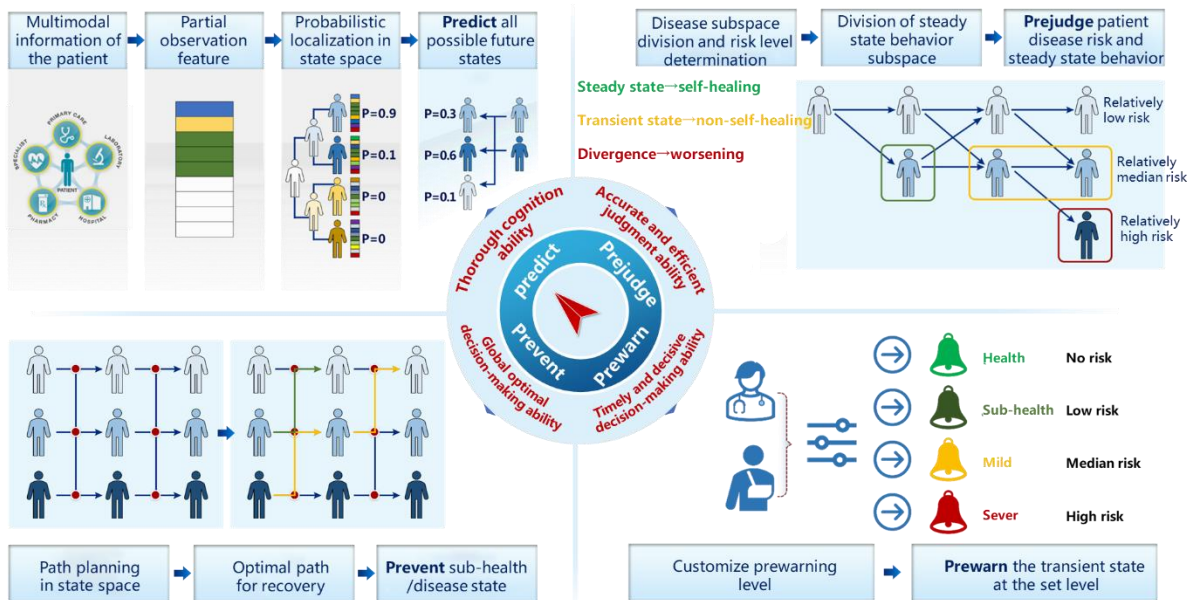 Multimodal
information of
the patient
Partial
observation
feature
Probabilistic
localization in
state space
Predict all
possible future
states
PRIMARY CARE
SPECIALIST
LABORATORY
PATIENT
PHARMACY
HOSPITAL
P=0.9
P=0.1
P=0
P=0
P=0.3
P=0.6
P=0.1
Disease subspace
division and risk level
determination
Division of steady
state behavior
subspace
Prejudge patient
disease risk and
steady state behavior
Steady state→self-healing
Transient state→non-self-healing
Divergence→worsening
Relatively
low risk
Relatively
median risk
Relatively
high risk
Thorough cognition
ability
Accurate and efficient
judgment ability
predict
Prejudge
Prevent
Prewarn
Global optimal
decision-making ability
Timely and decisive
decision-making ability
Health No risk
Sub-health Low risk
Mild Median risk
Sever High risk
Path planning
in state space
Optimal path
for recovery
Prevent sub-health
/disease state
Customize prewarning
level
Prewarn the transient state
at the set level